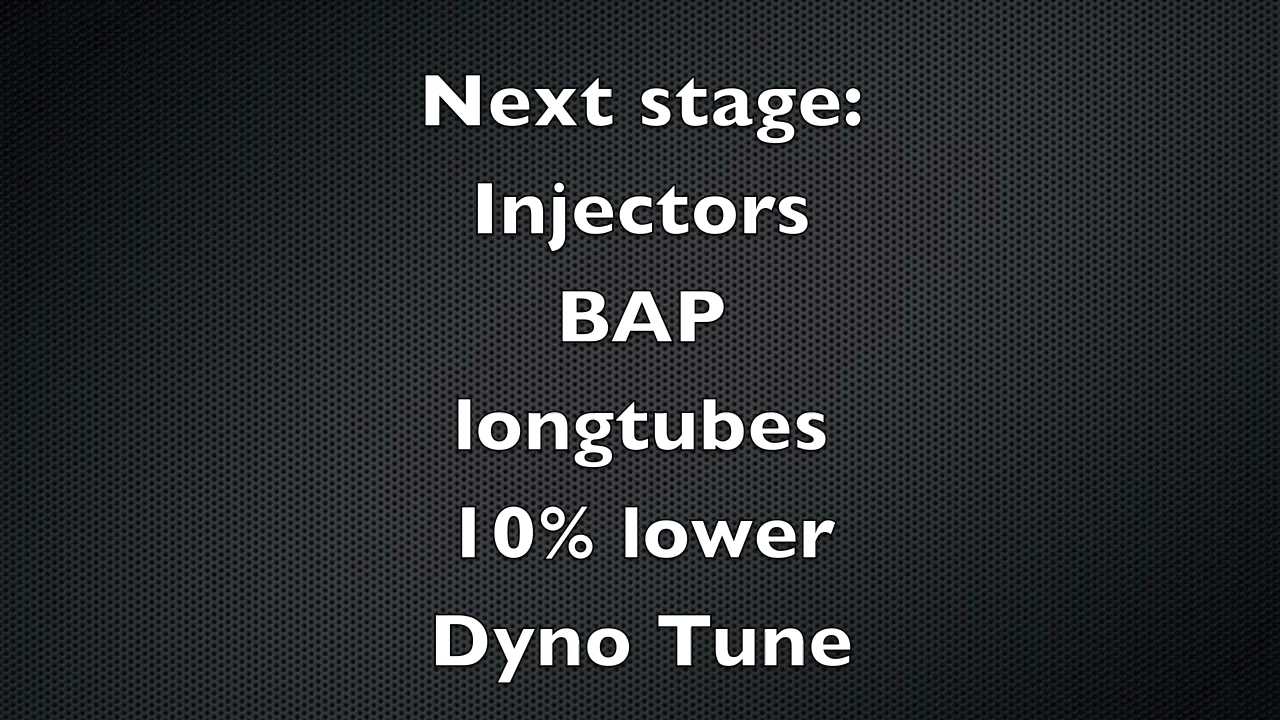 Next stage:
Injectors
BAP
longtubes
10% lower
Dyno Tune